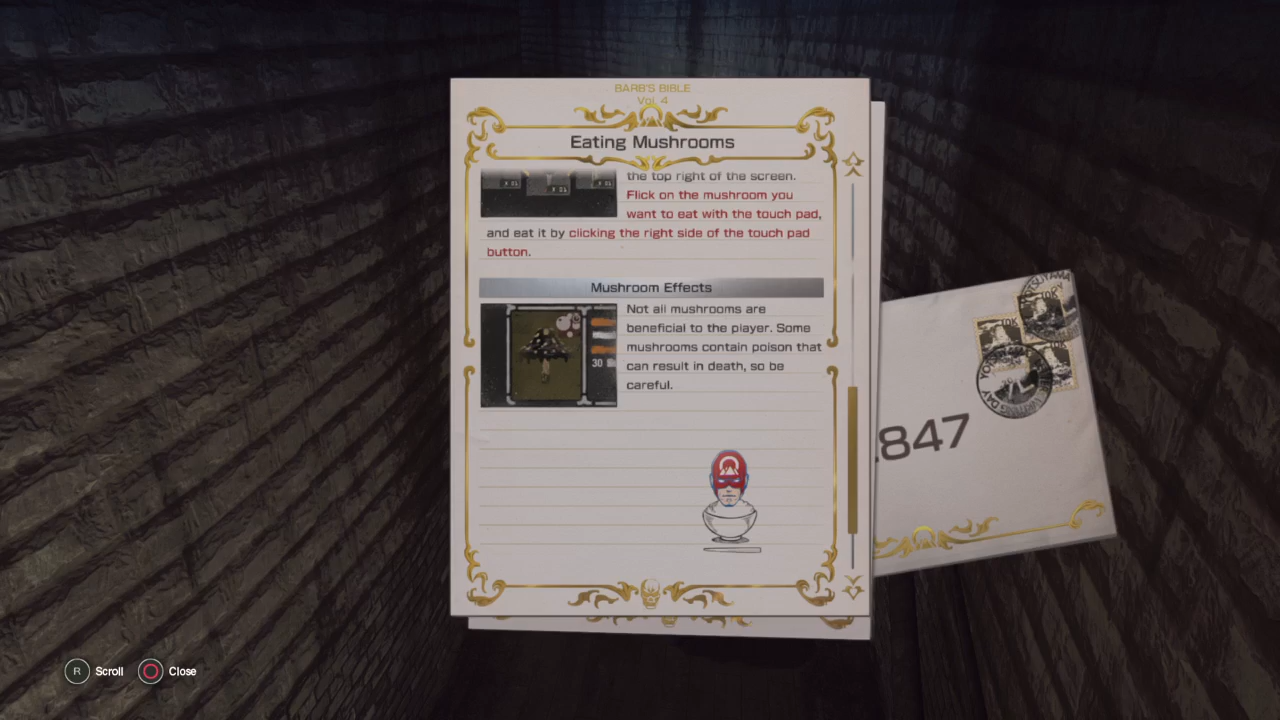 BARB'S BIBLE
Vol. 4
Eating Mushrooms
the top right of the screen.
Flick on the mushroom you
want to eat with the touch pad,
and eat it by clicking the right side of the touch pad
button.
Mushroom Effects
Not all mushrooms are
beneficial to the player. Some
mushrooms contain poison that
can result in death, so be
careful.
30
847
R Scroll
Close